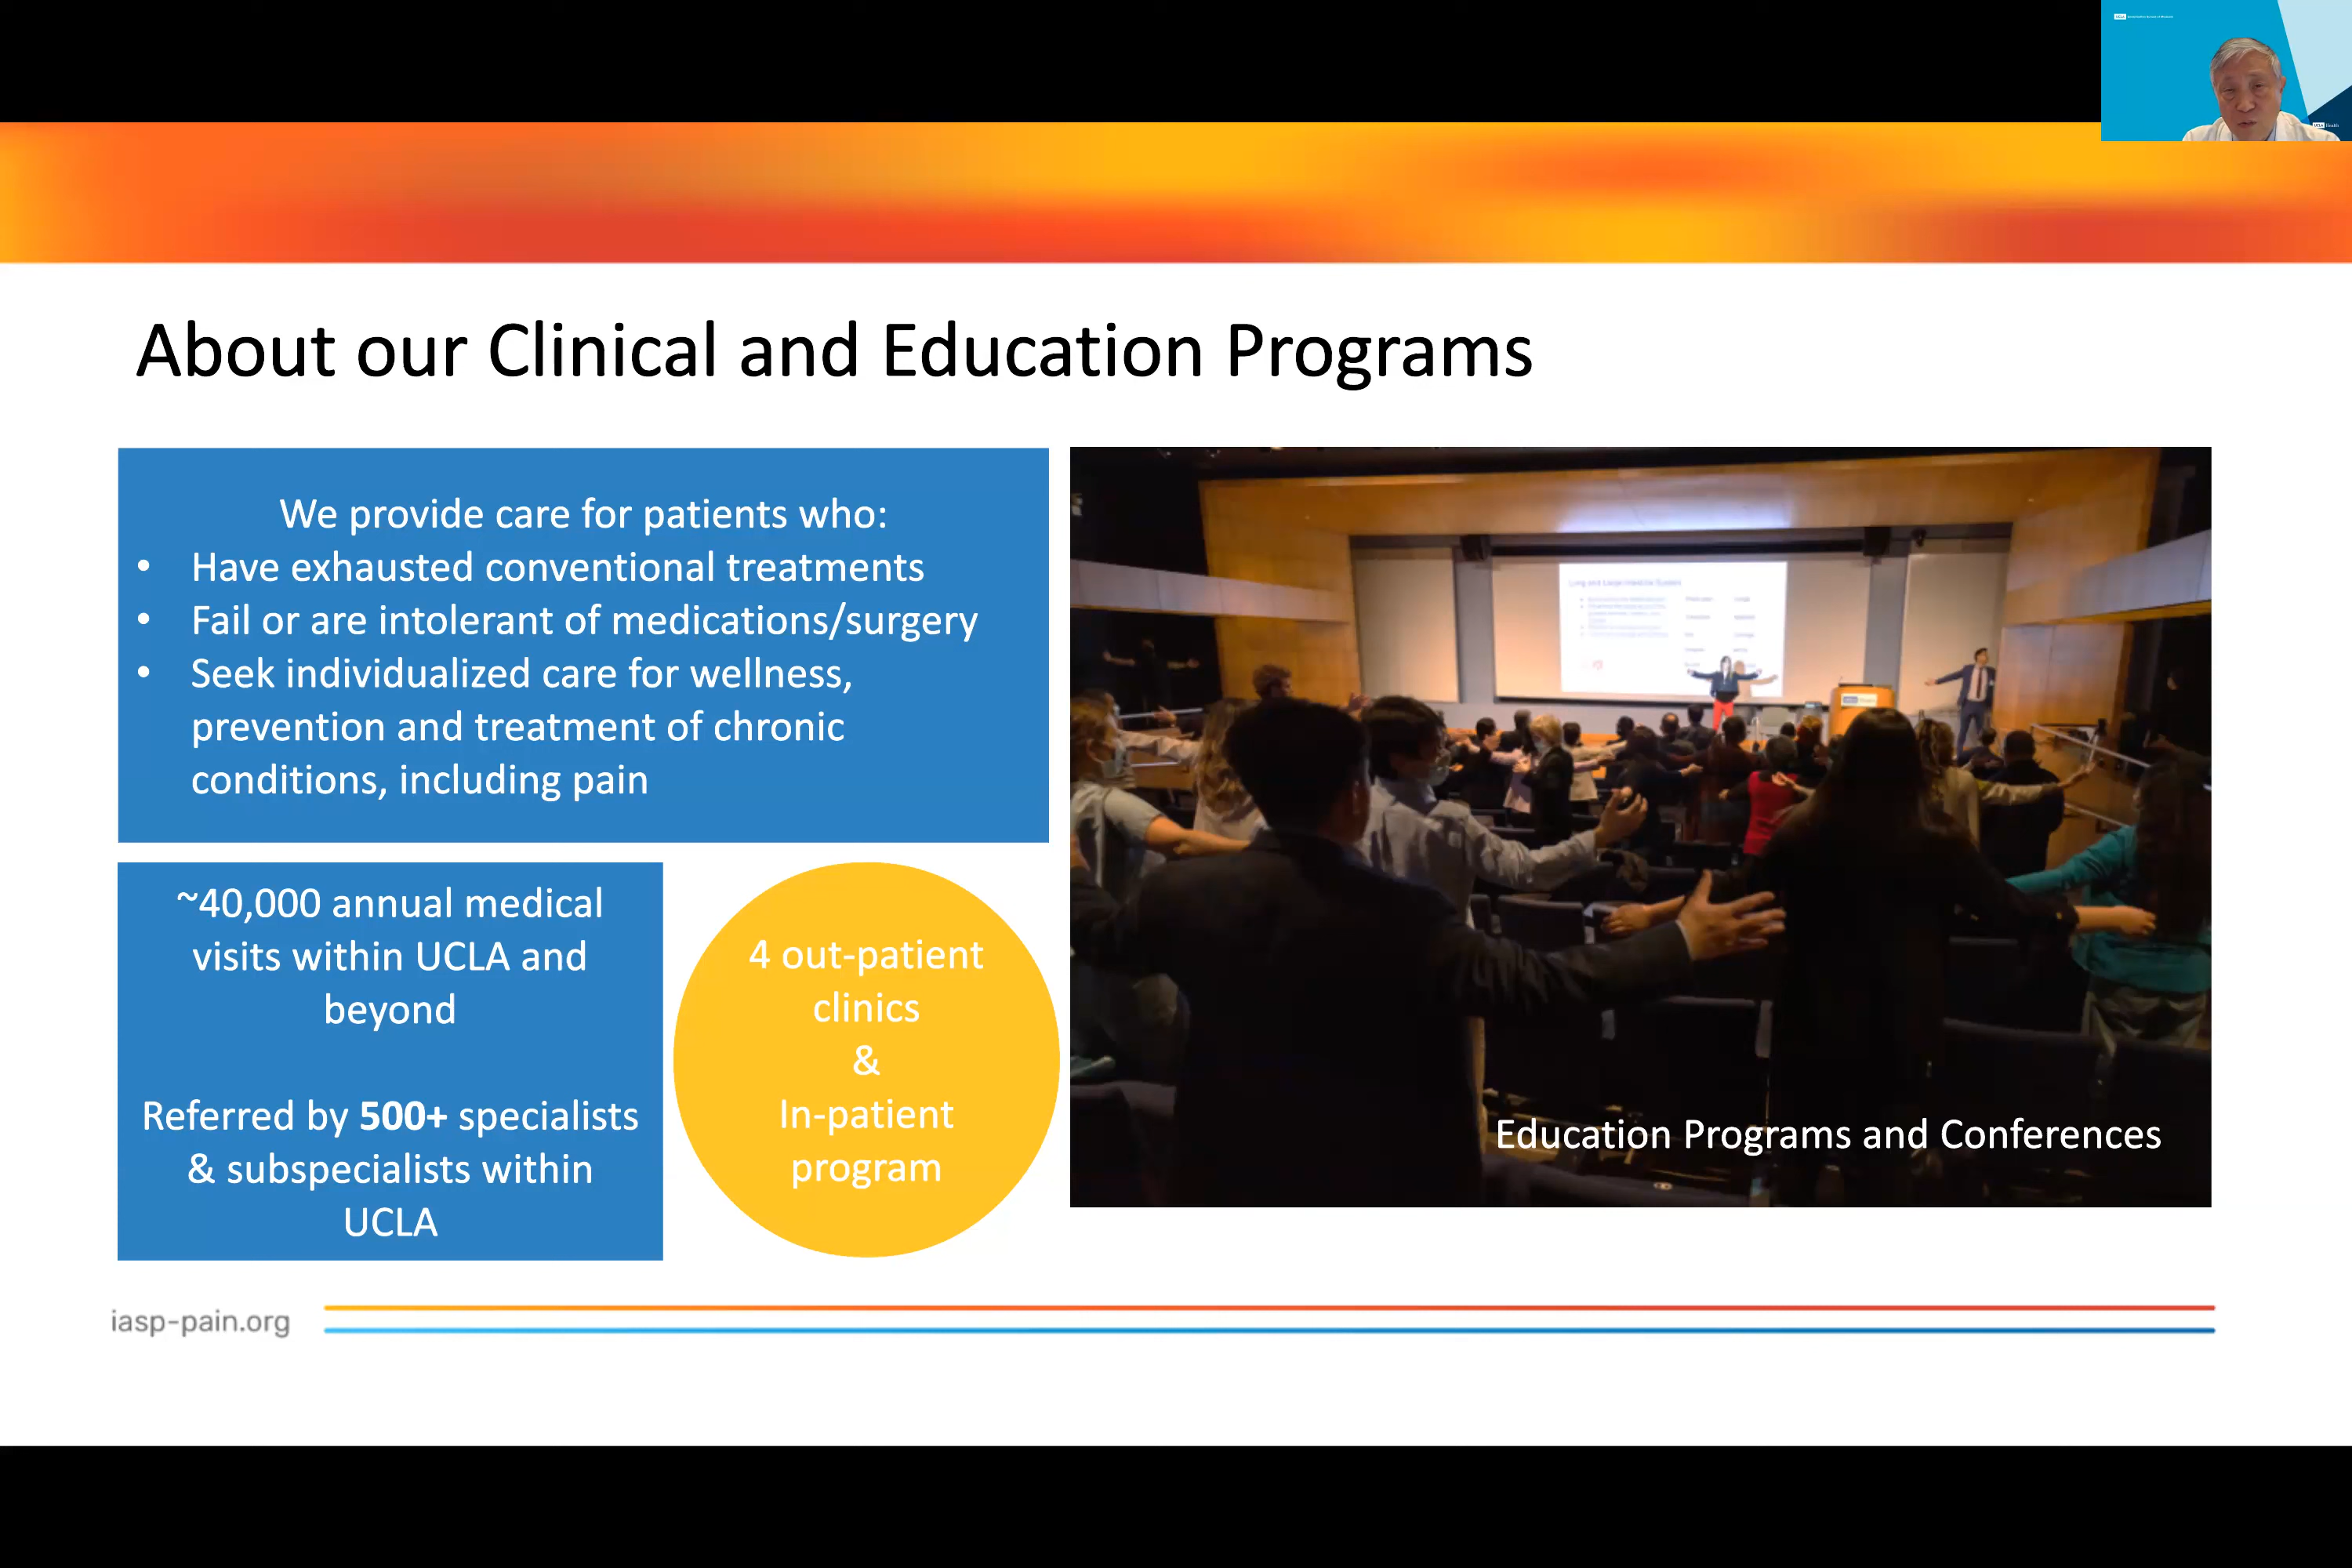 About our Clinical and Education Programs
We provide care for patients who:
• Have exhausted conventional treatments
• Fail or are intolerant of medications/surgery
• Seek individualized care for wellness,
prevention and treatment of chronic
conditions, including pain
~40,000 annual medical
visits within UCLA and
beyond
Referred by 500+ specialists
& subspecialists within
UCLA
4 out-patient
clinics
&
In-patient
program
Education Programs and Conferences
iasp-pain.org